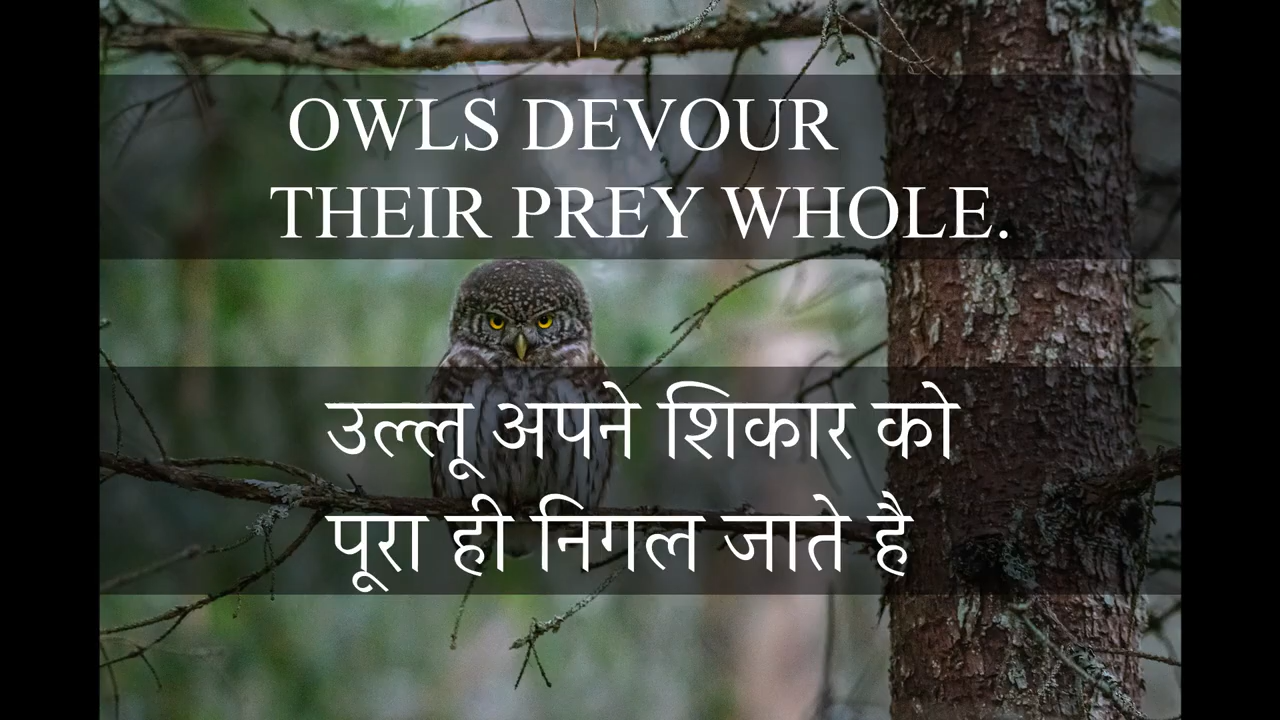 OWLS DEVOUR
THEIR PREY WHOLE.
उल्लू अपने शिकार को
पूरा ही निगल जाते है